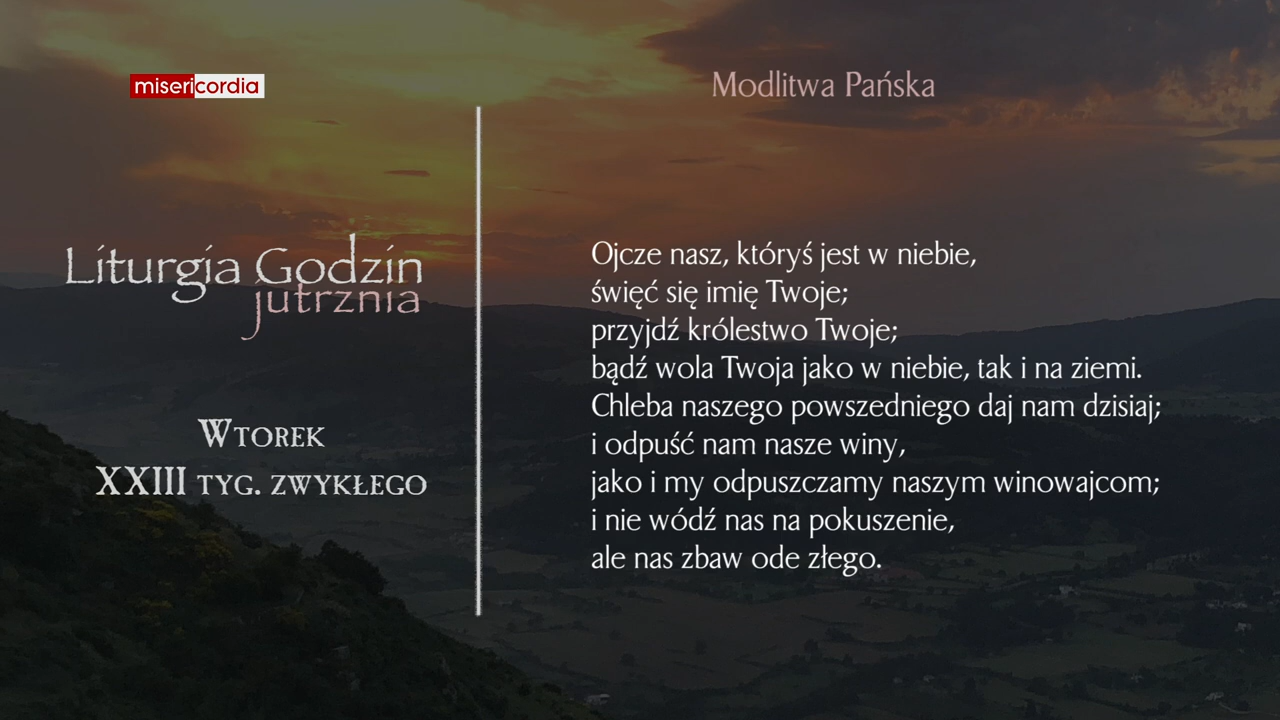 misericordia
Liturgia Godzin
jutrznia
Wtorek
XXIII tyg. zwykłego
Modlitwa Pańska
Ojcze nasz, któryś jest w niebie,
święć się imię Twoje;
przyjdź królestwo Twoje;
bądź wola Twoja jako w niebie, tak i na ziemi.
Chleba naszego powszedniego daj nam dzisiaj;
i odpuść nam nasze winy,
jako i my odpuszczamy naszym winowajcom;
i nie wódź nas na pokuszenie,
ale nas zbaw ode złego.